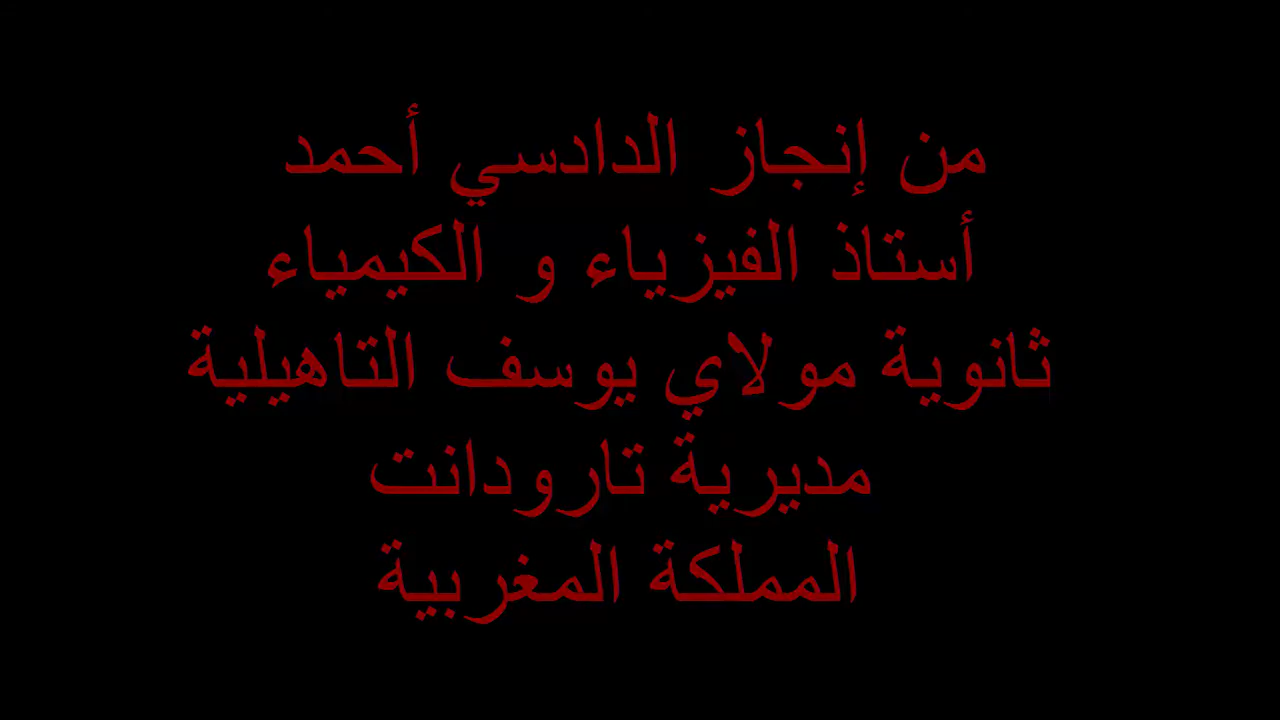 من إنجاز الدادسي أحمد
أستاذ الفيزياء و الكيمياء
ثانوية مولاي يوسف التاهيلية
مديرية تارودانت
المملكة المغربية